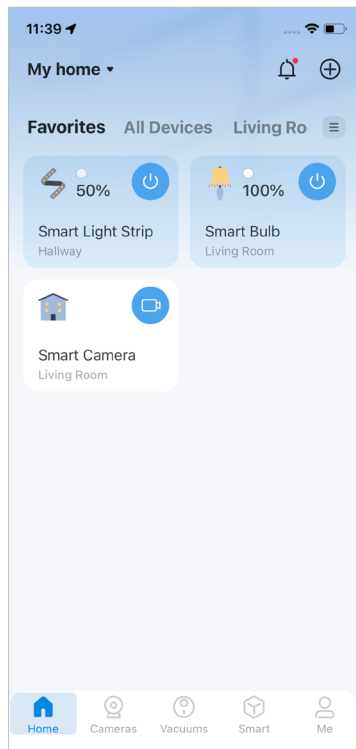 11:39
My home
Favorites All Devices Living Ro
50%
100%
Smart Light Strip
Hallway
Smart Bulb
Living Room
Smart Camera
Living Room
Home Cameras Vacuums Smart Me